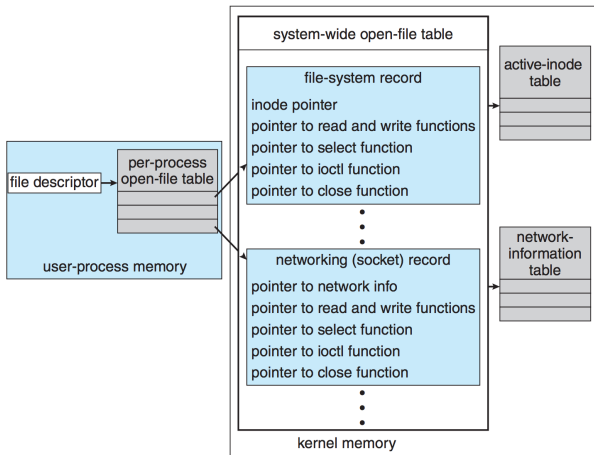 system-wide open-file table
file-system record
inode pointer
pointer to read and write functions
pointer to select function
pointer to ioctl function
pointer to close function
active-inode
table
per-process
open-file table
file descriptor
user-process memory
networking (socket) record
pointer to network info
pointer to read and write functions
pointer to select function
pointer to ioctl function
pointer to close function
network-
information
table
kernel memory